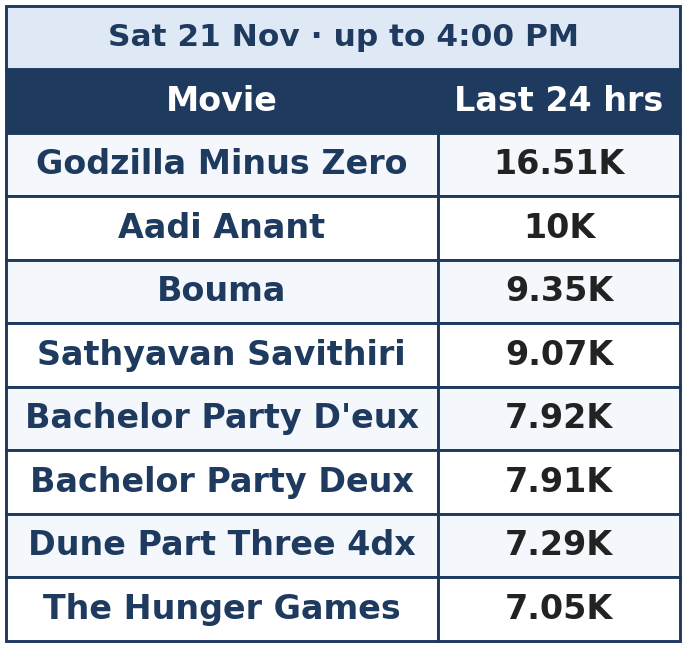 Sat 21 Nov · up to 4:00 PM
Movie Last 24 hrs
Godzilla Minus Zero 16.51K
Aadi Anant 10K
Bouma 9.35K
Sathyavan Savithiri 9.07K
Bachelor Party D'eux 7.92K
Bachelor Party Deux 7.91K
Dune Part Three 4dx 7.29K
The Hunger Games 7.05K